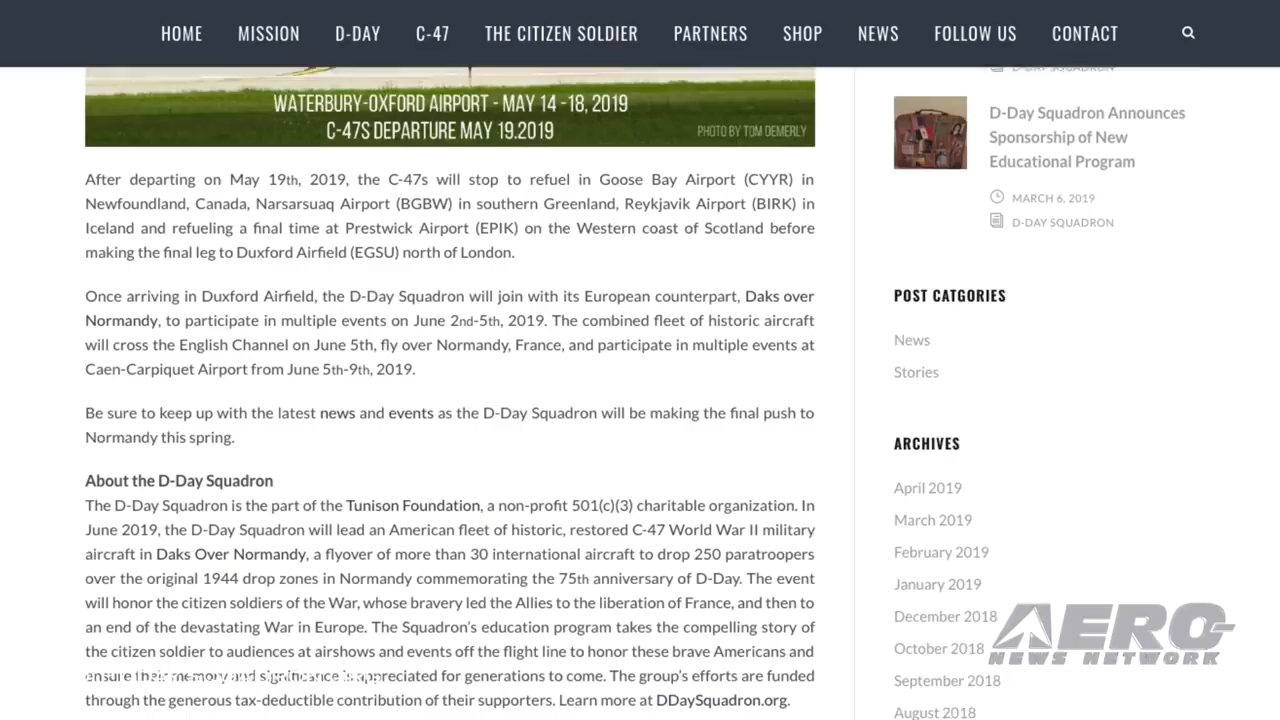 HOME MISSION D-DAY C-47 THE CITIZEN SOLDIER PARTNERS SHOP NEWS FOLLOW US CONTACT
WATERBURY-OXFORD AIRPORT - MAY 14 -18, 2019
C-47S DEPARTURE MAY 19.2019
PHOTO BY TOM DEMERLY
After departing on May 19th, 2019, the C-47s will stop to refuel in Goose Bay Airport (CYYR) in
Newfoundland, Canada, Narsarsuaq Airport (BGBW) in southern Greenland, Reykjavik Airport (BIRK) in
Iceland and refueling a final time at Prestwick Airport (EPIK) on the Western coast of Scotland before
making the final leg to Duxford Airfield (EGSU) north of London.
Once arriving in Duxford Airfield, the D-Day Squadron will join with its European counterpart, Daks over
Normandy, to participate in multiple events on June 2nd-5th, 2019. The combined fleet of historic aircraft
will cross the English Channel on June 5th, fly over Normandy, France, and participate in multiple events at
Caen-Carpiquet Airport from June 5th-9th, 2019.
Be sure to keep up with the latest news and events as the D-Day Squadron will be making the final push to
Normandy this spring.
About the D-Day Squadron
The D-Day Squadron is the part of the Tunison Foundation, a non-profit 501(c)(3) charitable organization. In
June 2019, the D-Day Squadron will lead an American fleet of historic, restored C-47 World War II military
aircraft in Daks Over Normandy, a flyover of more than 30 international aircraft to drop 250 paratroopers
over the original 1944 drop zones in Normandy commemorating the 75th anniversary of D-Day. The event
will honor the citizen soldiers of the War, whose bravery led the Allies to the liberation of France, and then to
an end of the devastating War in Europe. The Squadron's education program takes the compelling story of
the citizen soldier to audiences at airshows and events off the flight line to honor these brave Americans and
ensure their memory and significance is appreciated for generations to come. The group's efforts are funded
through the generous tax-deductible contribution of their supporters. Learn more at DDaySquadron.org.
D-DAY SQUADRON
D-Day Squadron Announces
Sponsorship of New
Educational Program
MARCH 6, 2019
D-DAY SQUADRON
POST CATGORIES
News
Stories
ARCHIVES
April 2019
March 2019
February 2019
January 2019
December 2018
October 2018
September 2018
August 2018
AERO
NEWS NETWORK